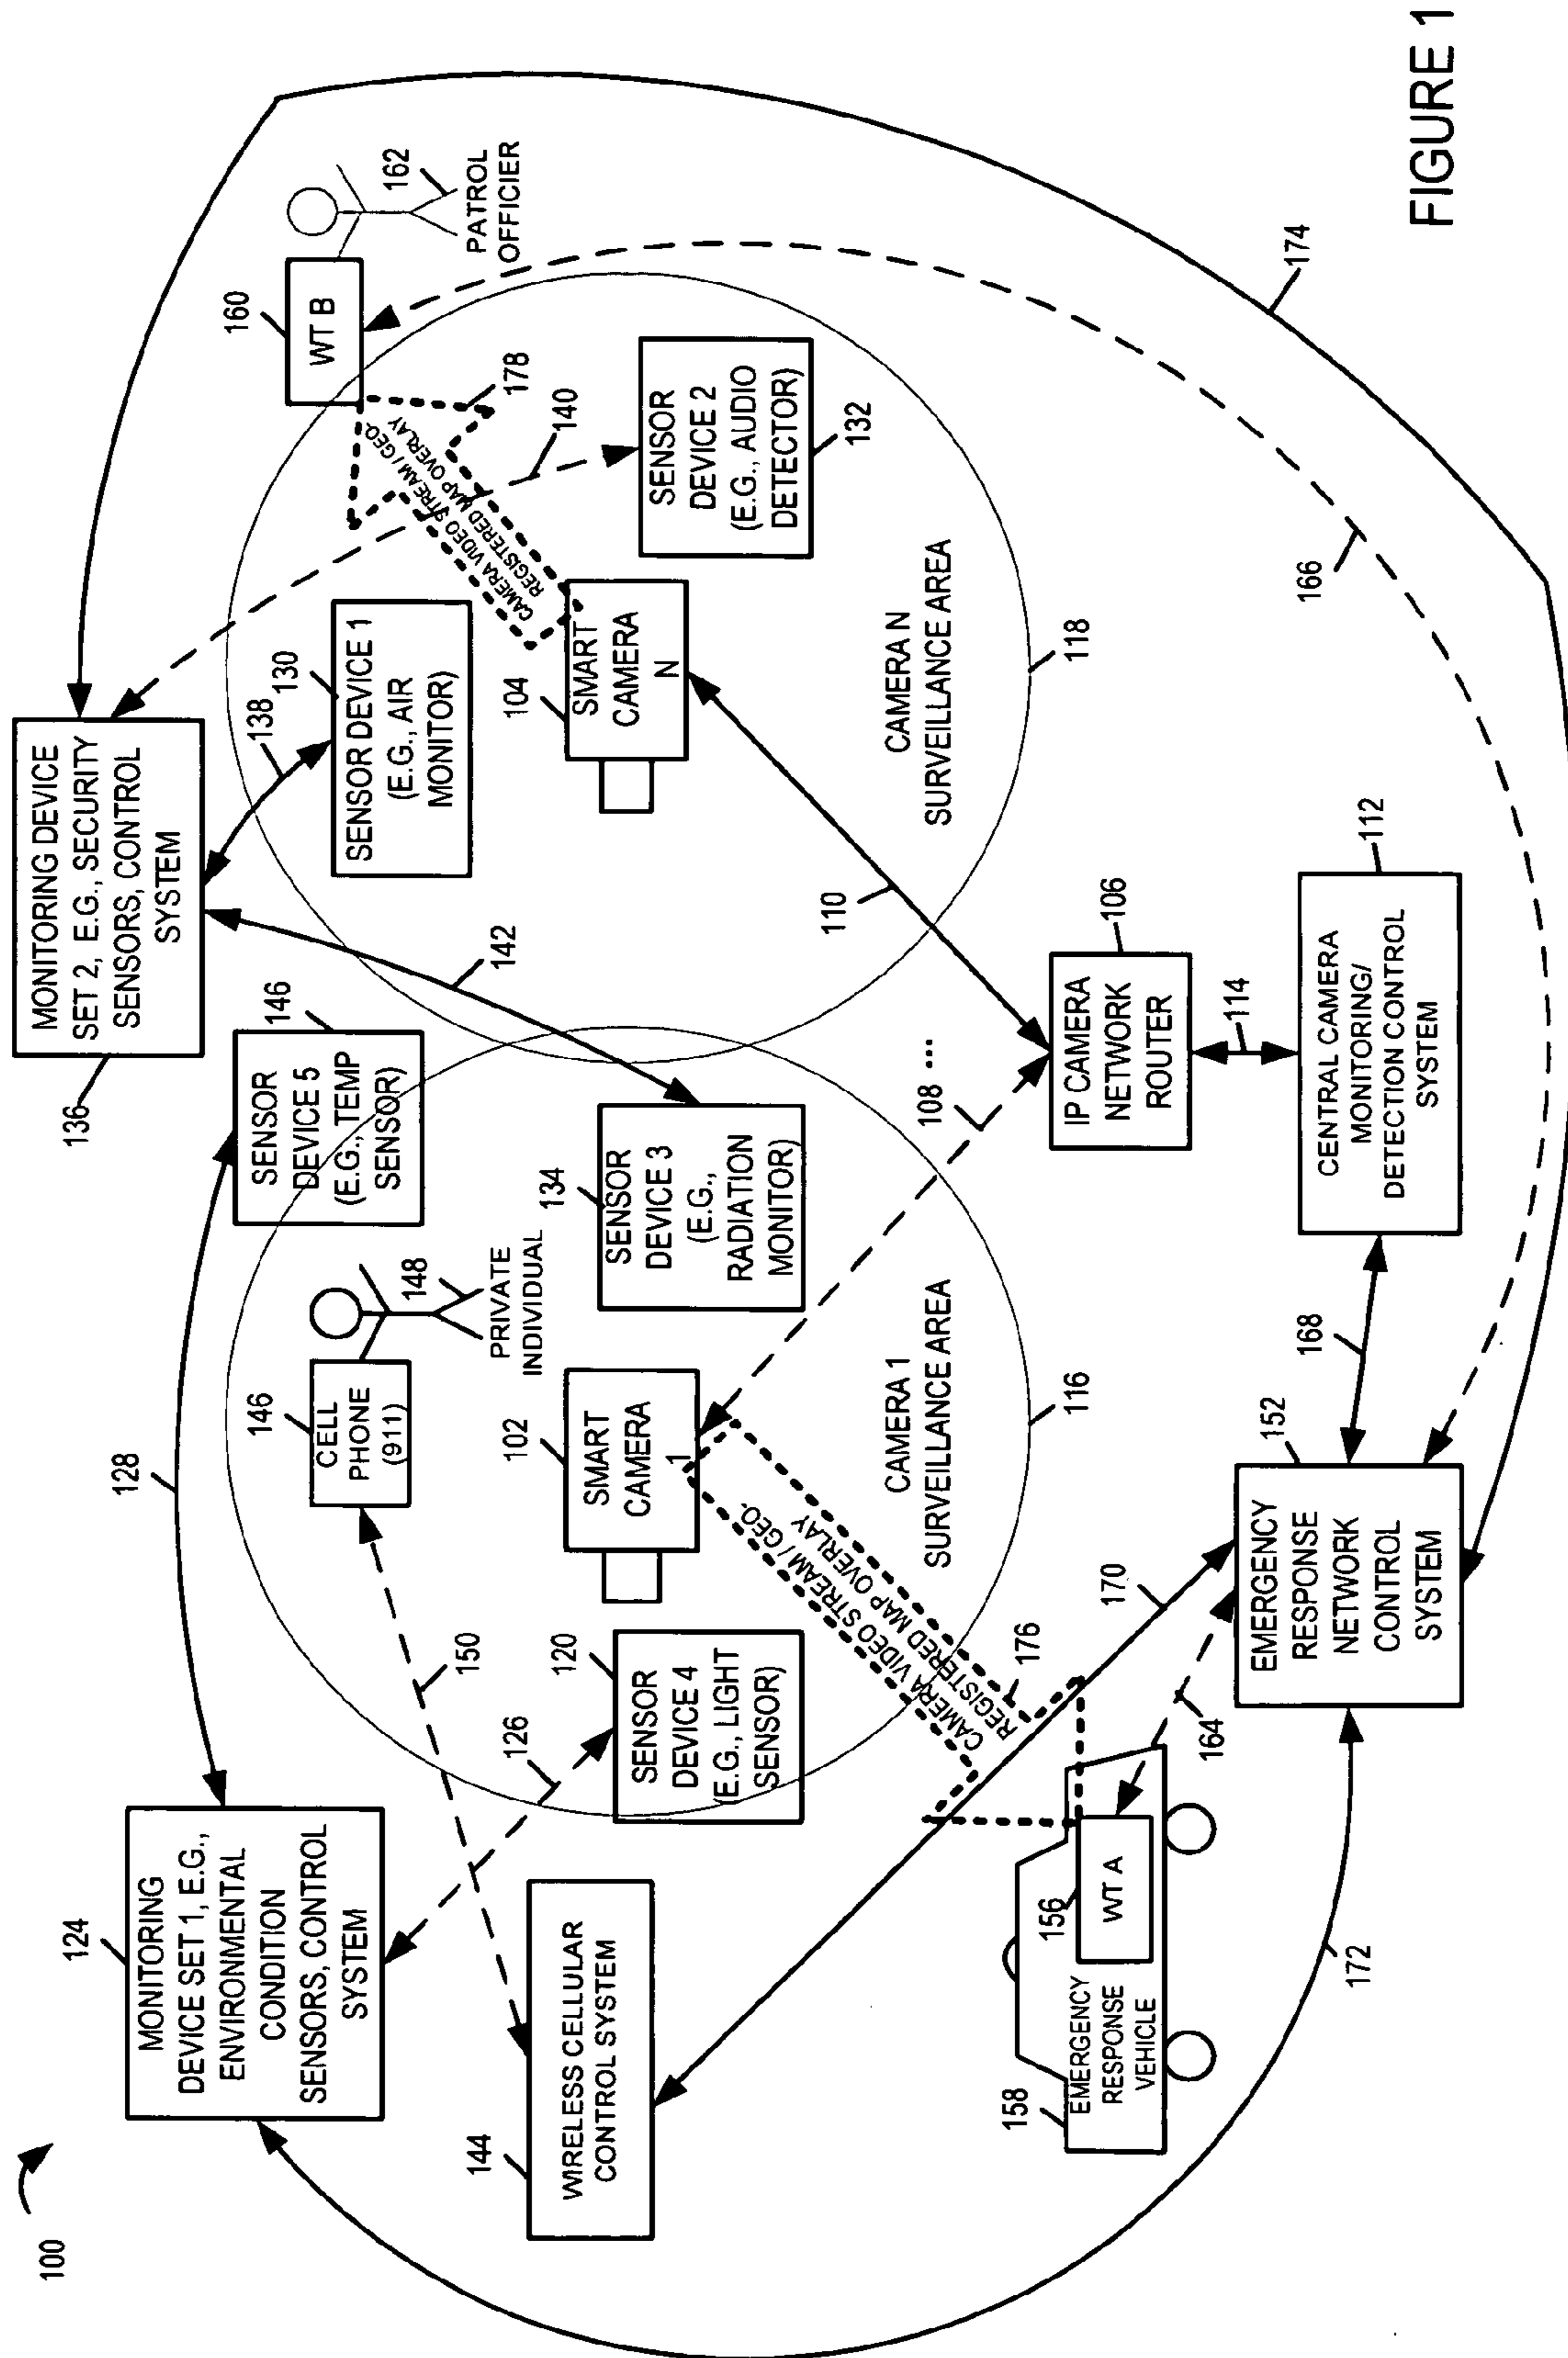 100
124
MONITORING
DEVICE SET 1, E.G.,
ENVIRONMENTAL
CONDITION
SENSORS, CONTROL
SYSTEM
128
136
MONITORING DEVICE
SET 2, E.G., SECURITY
SENSORS, CONTROL
SYSTEM
146
SENSOR
DEVICE 5
(E.G., TEMP
SENSOR)
138
130
SENSOR DEVICE 1
(E.G., AIR
MONITOR)
160
WT B
162
PATROL
OFFICIER
146
CELL
PHONE
(911)
148
PRIVATE
INDIVIDUAL
150
126
142
144
WIRELESS CELLULAR
CONTROL SYSTEM
120
SENSOR
DEVICE 4
(E.G., LIGHT
SENSOR)
102
SMART
CAMERA
1
134
SENSOR
DEVICE 3
(E.G.,
RADIATION
MONITOR)
104
SMART
CAMERA
N
CAMERA VIDEO STREAM / GEO.
REGISTERED MAP OVERLAY
178
140
SENSOR
DEVICE 2
(E.G., AUDIO
DETECTOR)
132
CAMERA VIDEO STREAM / GEO.
REGISTERED MAP OVERLAY
176
CAMERA 1
SURVEILLANCE AREA
116
CAMERA N
SURVEILLANCE AREA
118
108 ...
110
158
EMERGENCY
RESPONSE
VEHICLE
156
WT A
164
170
106
IP CAMERA
NETWORK
ROUTER
114
152
EMERGENCY
RESPONSE
NETWORK
CONTROL
SYSTEM
168
112
CENTRAL CAMERA
MONITORING/
DETECTION CONTROL
SYSTEM
166
174
172
FIGURE 1